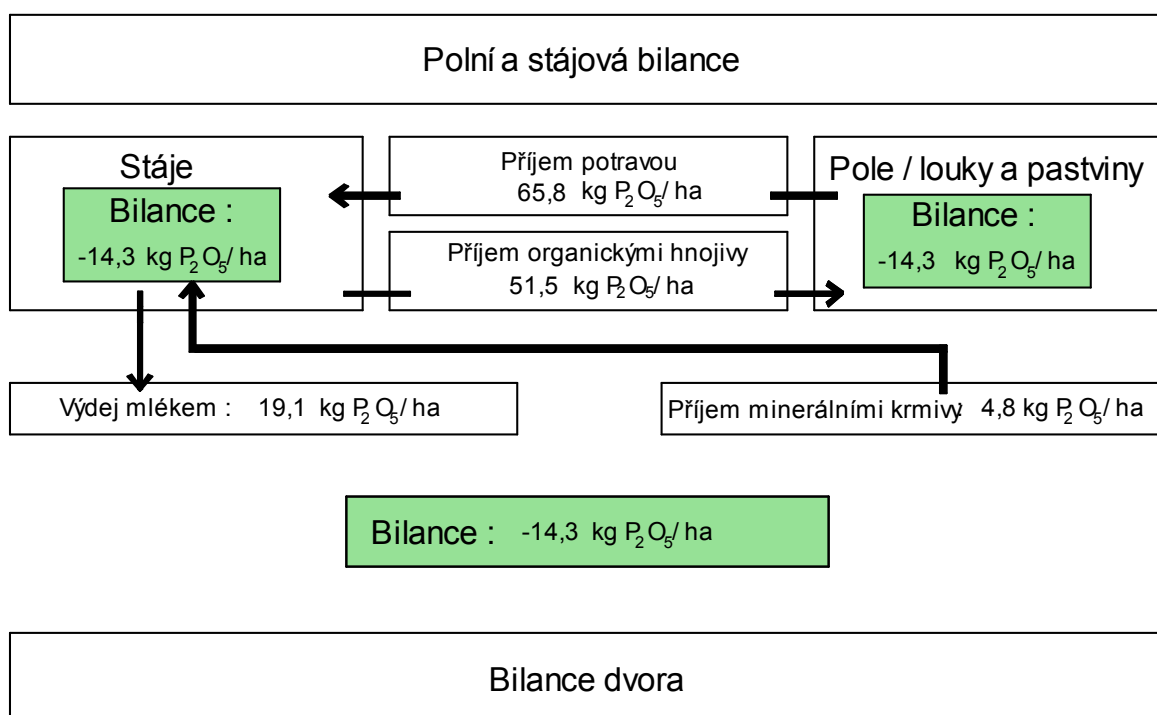 Polní a stájová bilance
Stáje
Bilance :
-14,3 kg P2O5/ ha
Příjem potravou
65,8 kg P2O5/ ha
Příjem organickými hnojivy
51,5 kg P2O5/ ha
Pole / louky a pastviny
Bilance :
-14,3 kg P2O5/ ha
Výdej mlékem : 19,1 kg P2O5/ ha
Příjem minerálními krmivy: 4,8 kg P2O5/ ha
Bilance : -14,3 kg P2O5/ ha
Bilance dvora